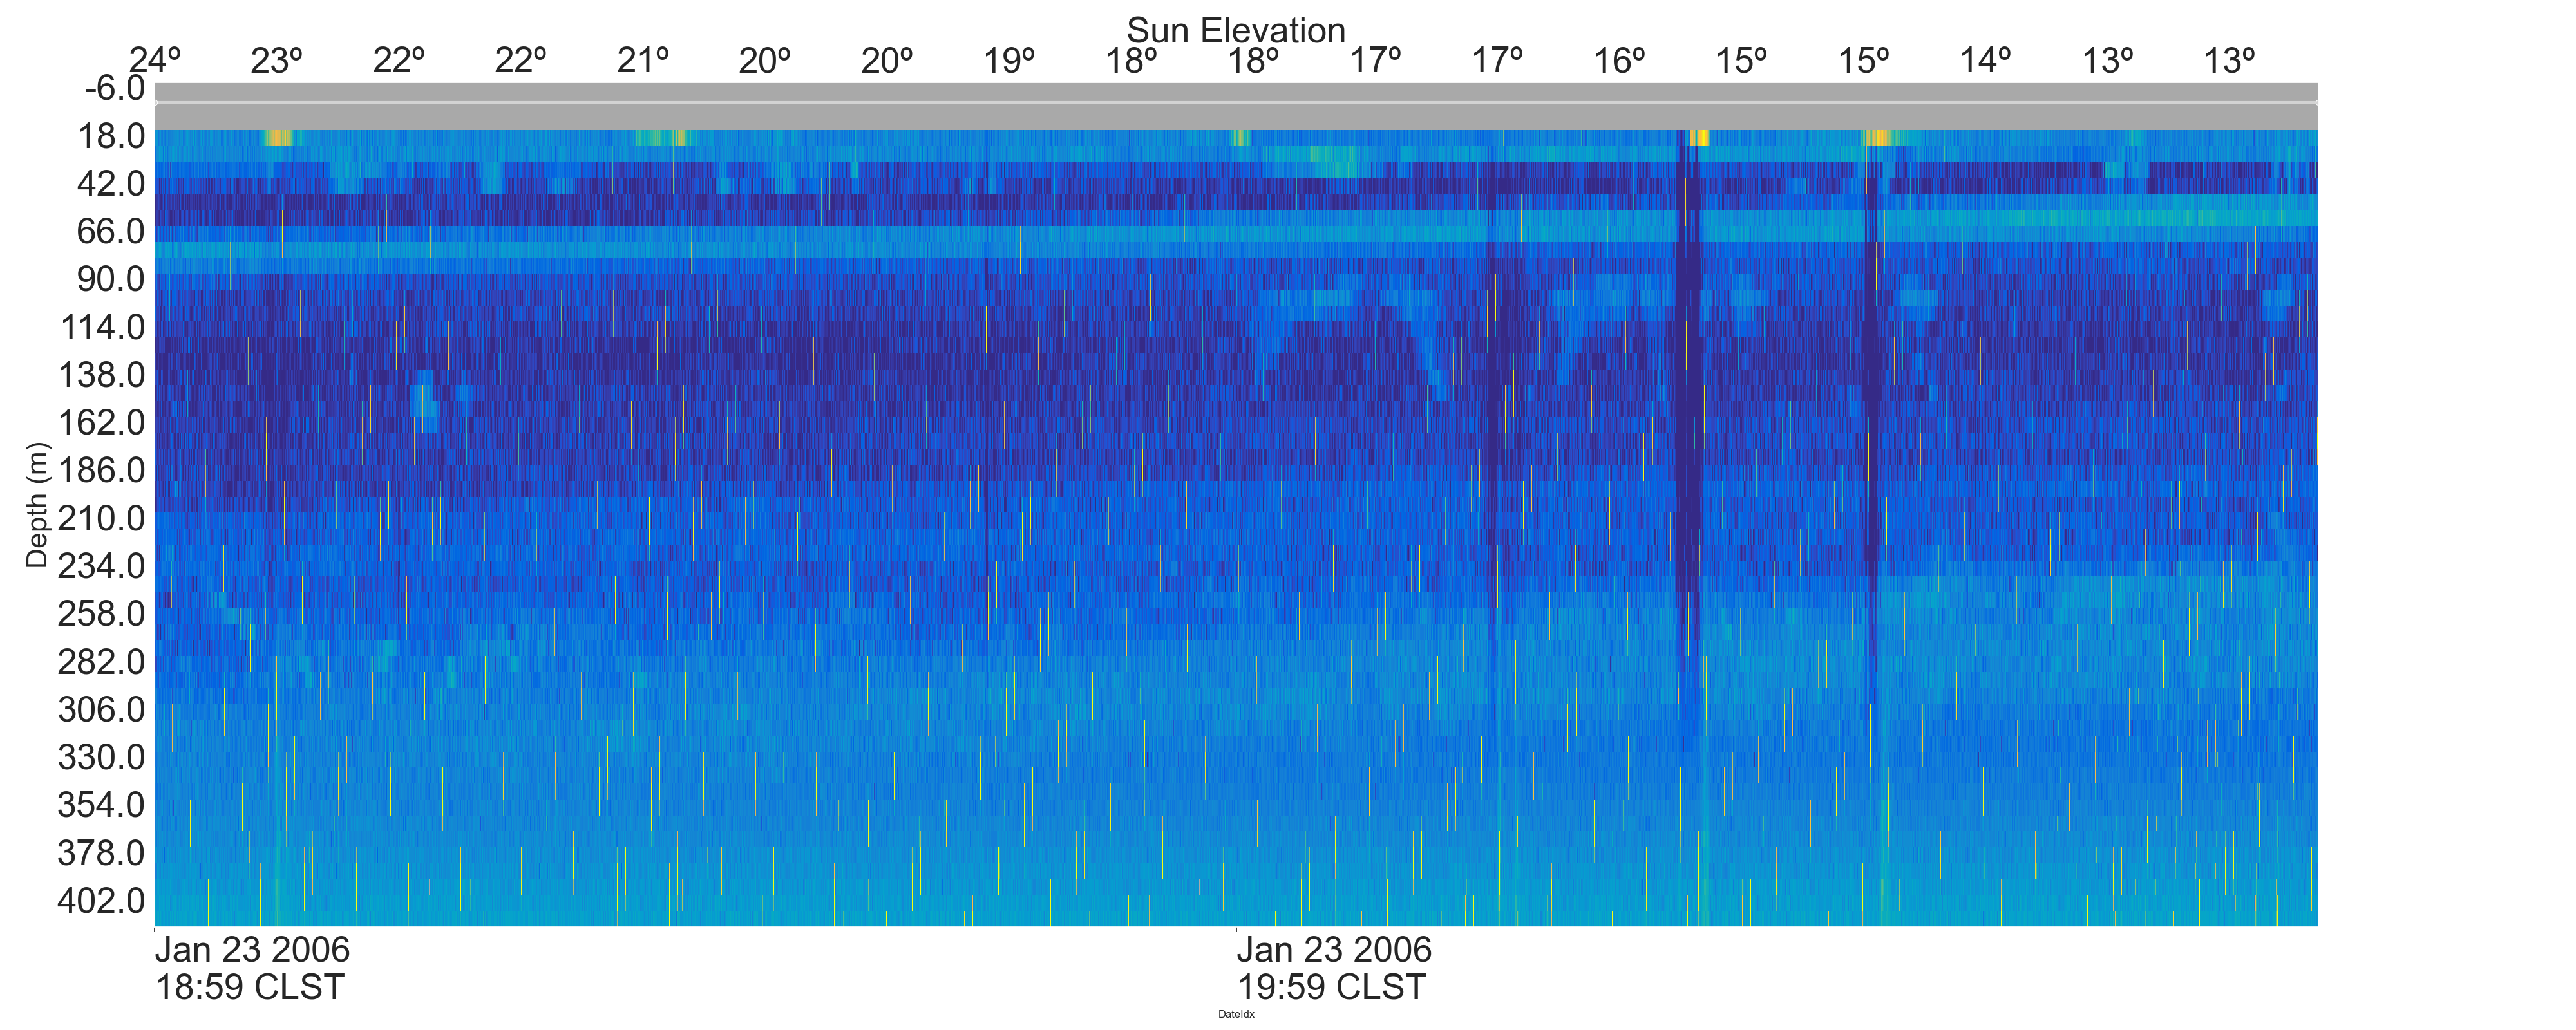 Sun Elevation
24º 23º 22º 22º 21º 20º 20º 19º 18º 18º 17º 17º 16º 15º 15º 14º 13º 13º
-6.0
18.0
42.0
66.0
90.0
114.0
138.0
162.0
186.0
210.0
234.0
258.0
282.0
306.0
330.0
354.0
378.0
402.0
Depth (m)
Jan 23 2006
18:59 CLST
Jan 23 2006
19:59 CLST
DateIdx